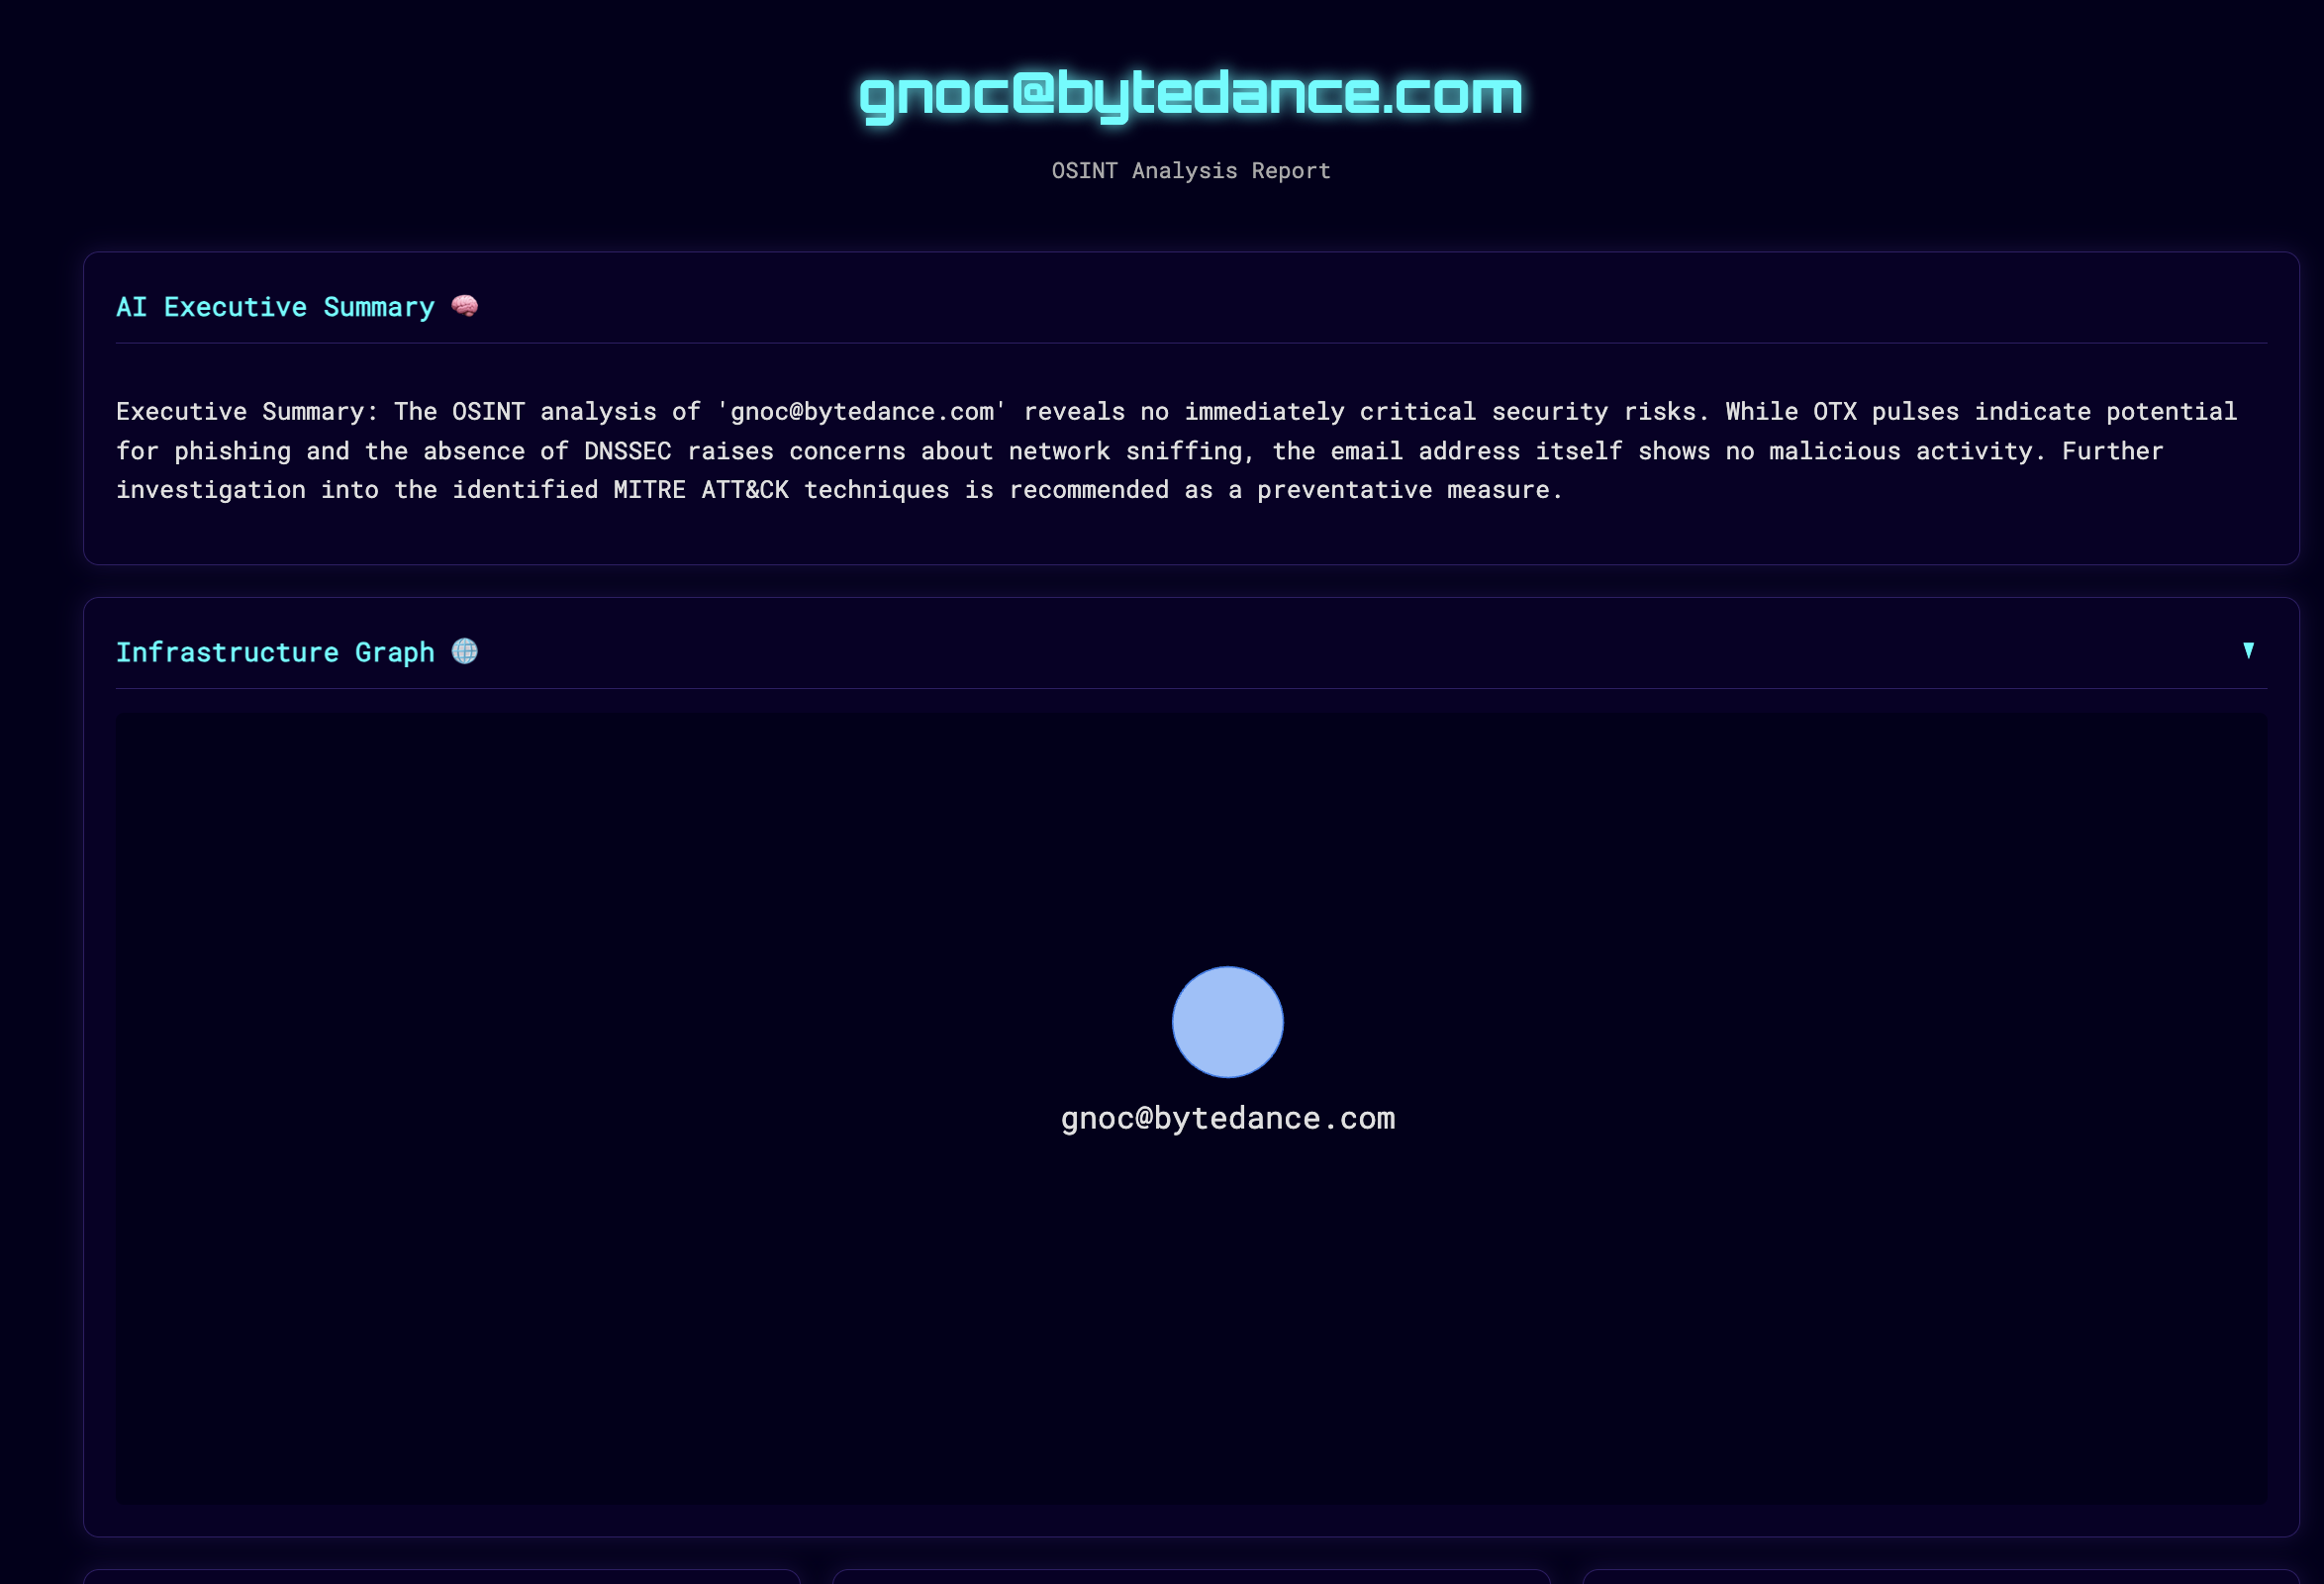 gnoc@bytedance.com
OSINT Analysis Report
AI Executive Summary 🧠
Executive Summary: The OSINT analysis of 'gnoc@bytedance.com' reveals no immediately critical security risks. While OTX pulses indicate potential
for phishing and the absence of DNSSEC raises concerns about network sniffing, the email address itself shows no malicious activity. Further
investigation into the identified MITRE ATT&CK techniques is recommended as a preventative measure.
Infrastructure Graph 🌐
gnoc@bytedance.com